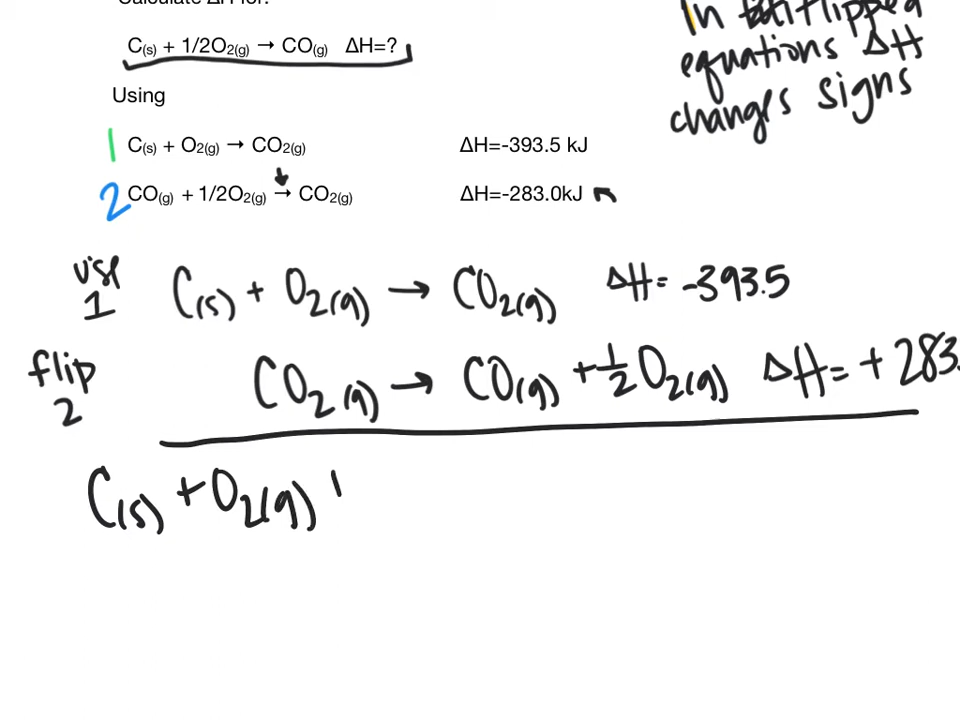 Calculate ΔH for:
C(s) + 1/2O2(g) → CO(g) ΔH=?
Using
1 C(s) + O2(g) → CO2(g) ΔH=-393.5 kJ
2 CO(g) + 1/2O2(g) → CO2(g) ΔH=-283.0kJ
In flipped
equations ΔH
changes signs
use
1
C(s) + O2(g) → CO2(g) ΔH= -393.5
flip
2
CO2(g) → CO(g) + 1/2 O2(g) ΔH= + 283.
C(s) + O2(g)